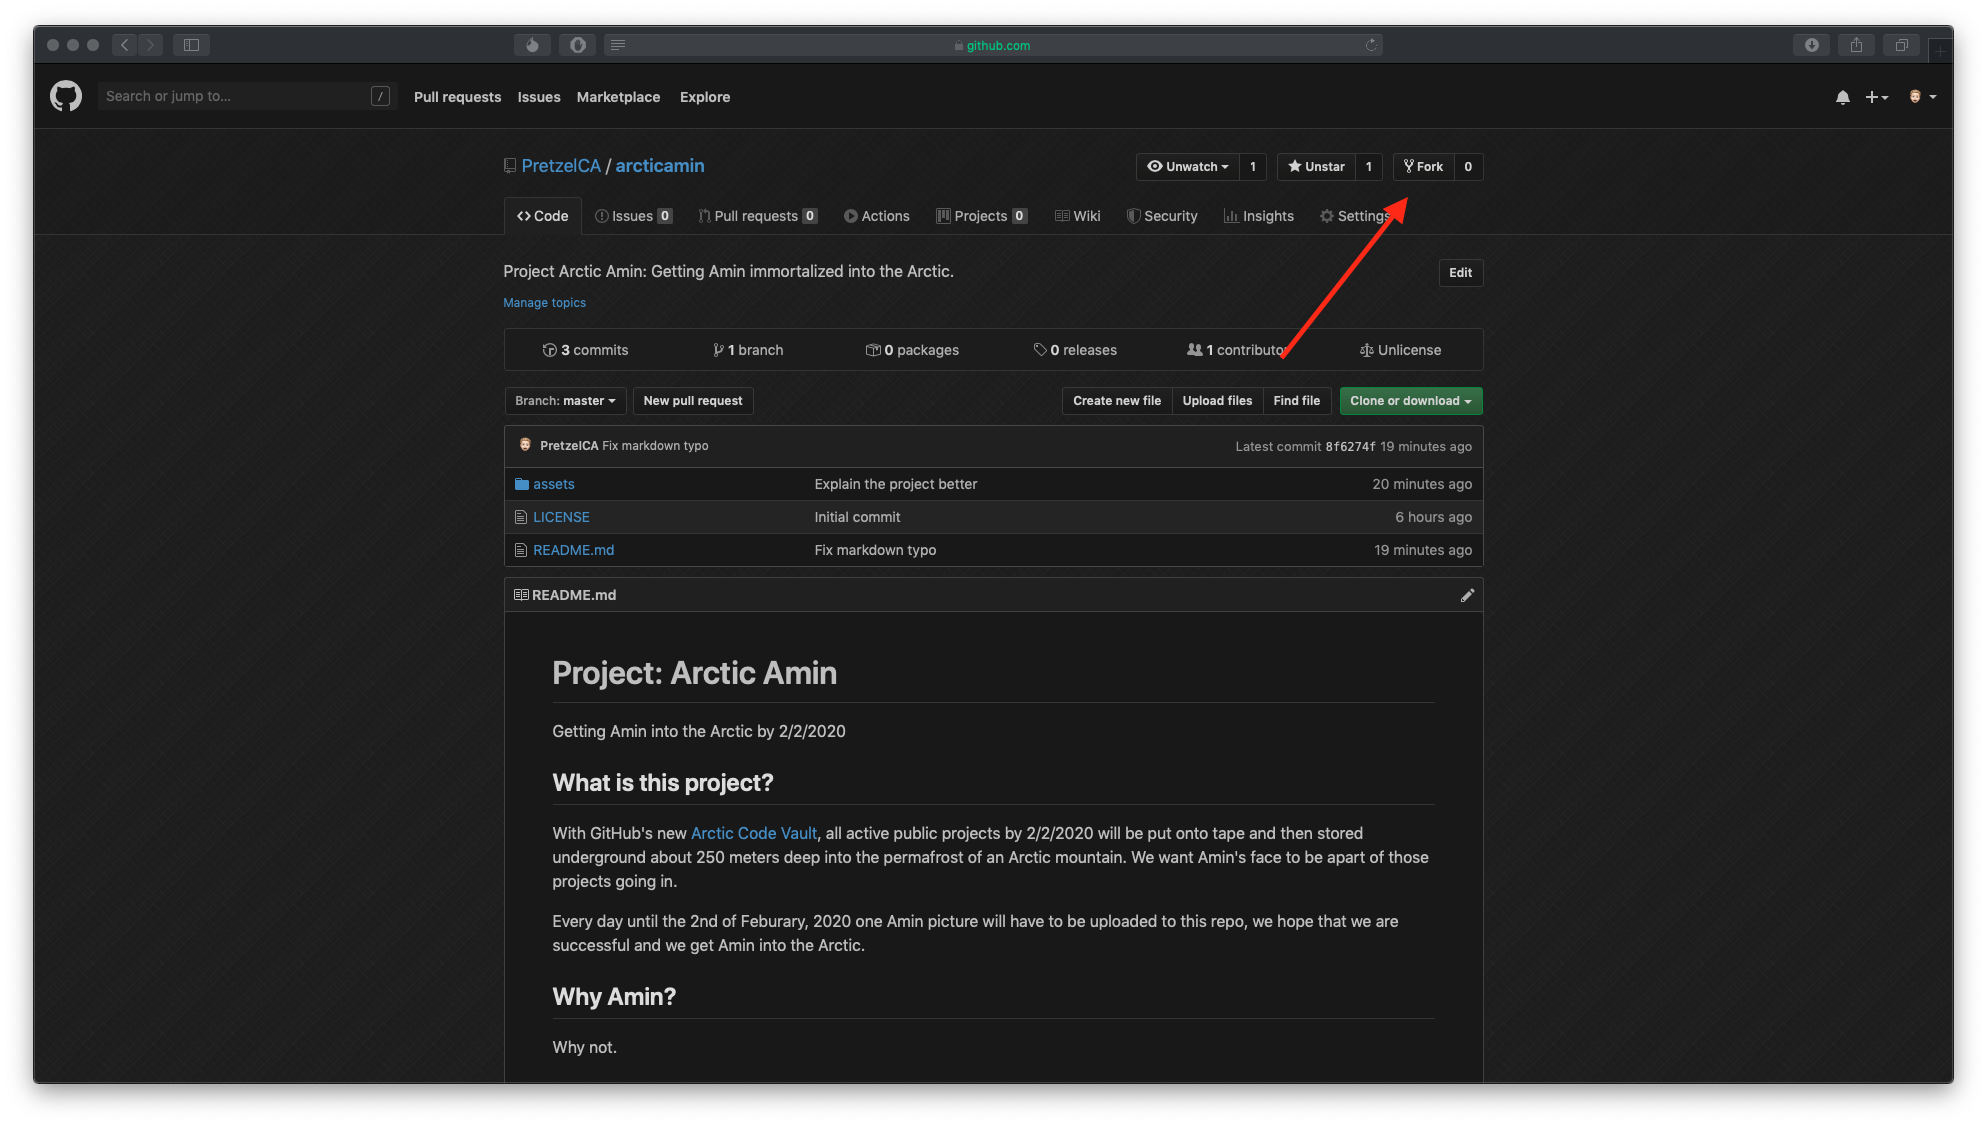 github.com
Search or jump to... /
Pull requests Issues Marketplace Explore
PretzelCA / arcticamin
Unwatch 1 Unstar 1 Fork 0
Code Issues 0 Pull requests 0 Actions Projects 0 Wiki Security Insights Settings
Project Arctic Amin: Getting Amin immortalized into the Arctic. Edit
Manage topics
3 commits 1 branch 0 packages 0 releases 1 contributor Unlicense
Branch: master New pull request Create new file Upload files Find file Clone or download
PretzelCA Fix markdown typo Latest commit 8f6274f 19 minutes ago
assets Explain the project better 20 minutes ago
LICENSE Initial commit 6 hours ago
README.md Fix markdown typo 19 minutes ago
README.md
Project: Arctic Amin
Getting Amin into the Arctic by 2/2/2020
What is this project?
With GitHub's new Arctic Code Vault, all active public projects by 2/2/2020 will be put onto tape and then stored
underground about 250 meters deep into the permafrost of an Arctic mountain. We want Amin's face to be apart of those
projects going in.
Every day until the 2nd of Feburary, 2020 one Amin picture will have to be uploaded to this repo, we hope that we are
successful and we get Amin into the Arctic.
Why Amin?
Why not.